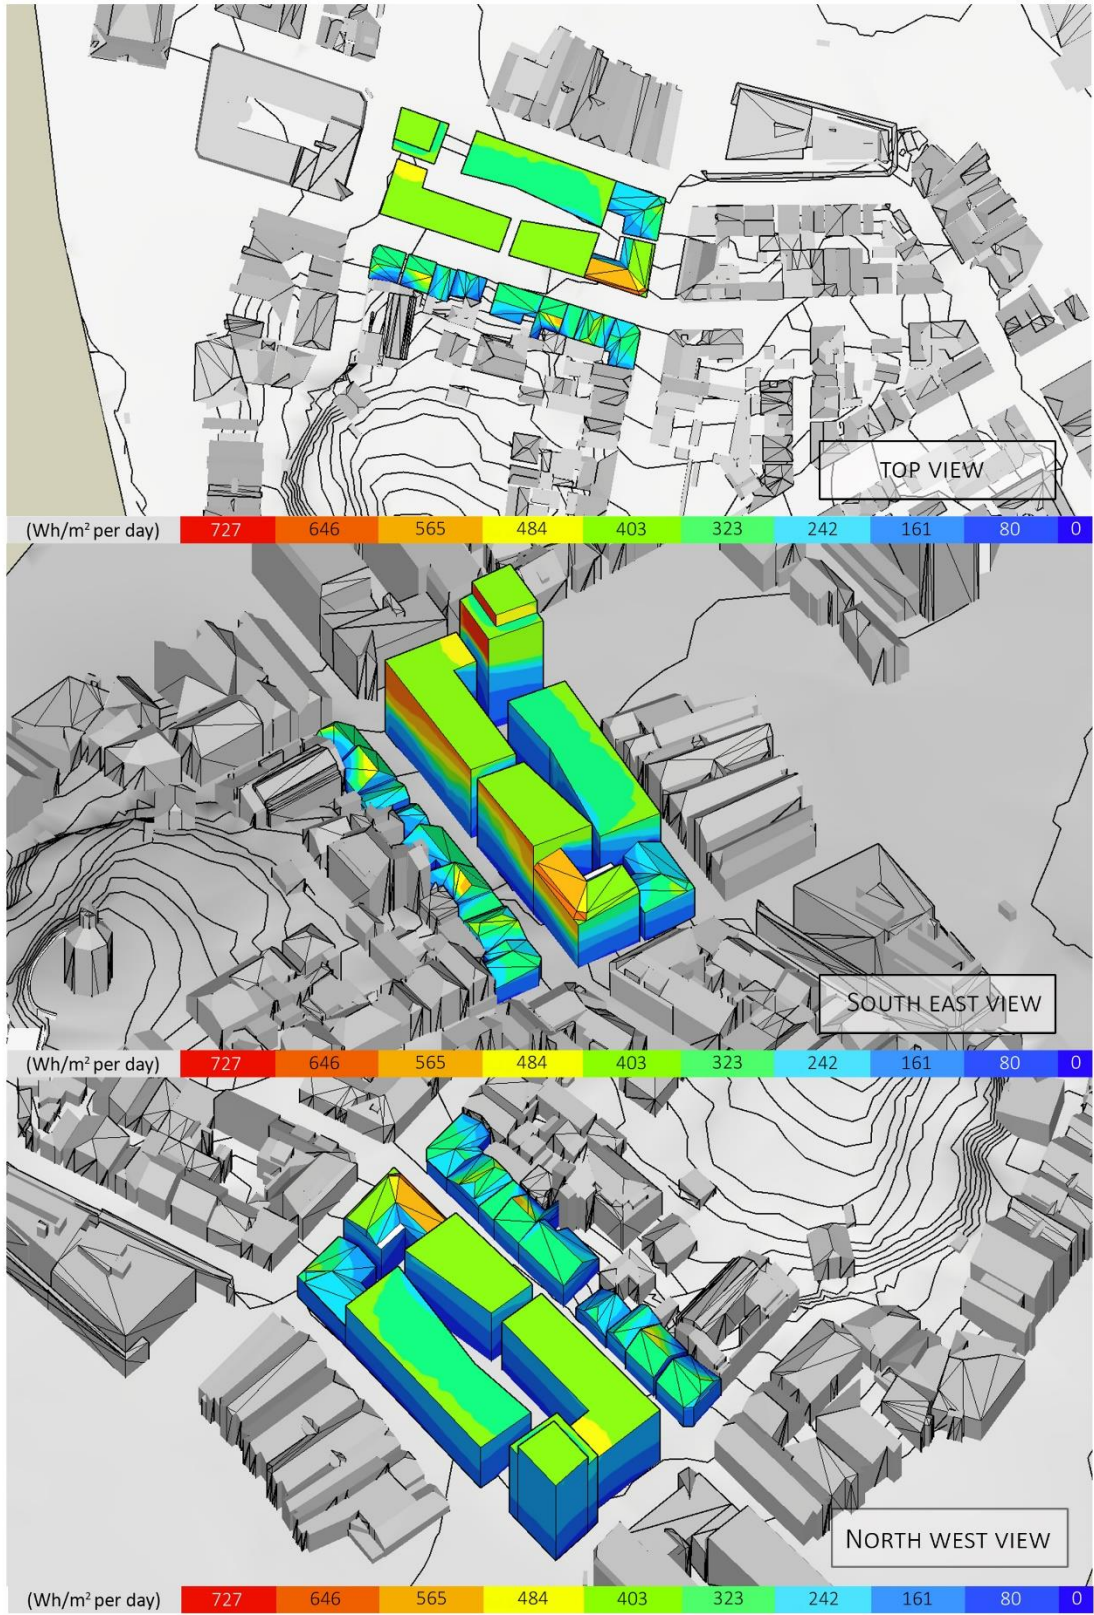 TOP VIEW
(Wh/m² per day) 727 646 565 484 403 323 242 161 80 0
SOUTH EAST VIEW
(Wh/m² per day) 727 646 565 484 403 323 242 161 80 0
NORTH WEST VIEW
(Wh/m² per day) 727 646 565 484 403 323 242 161 80 0